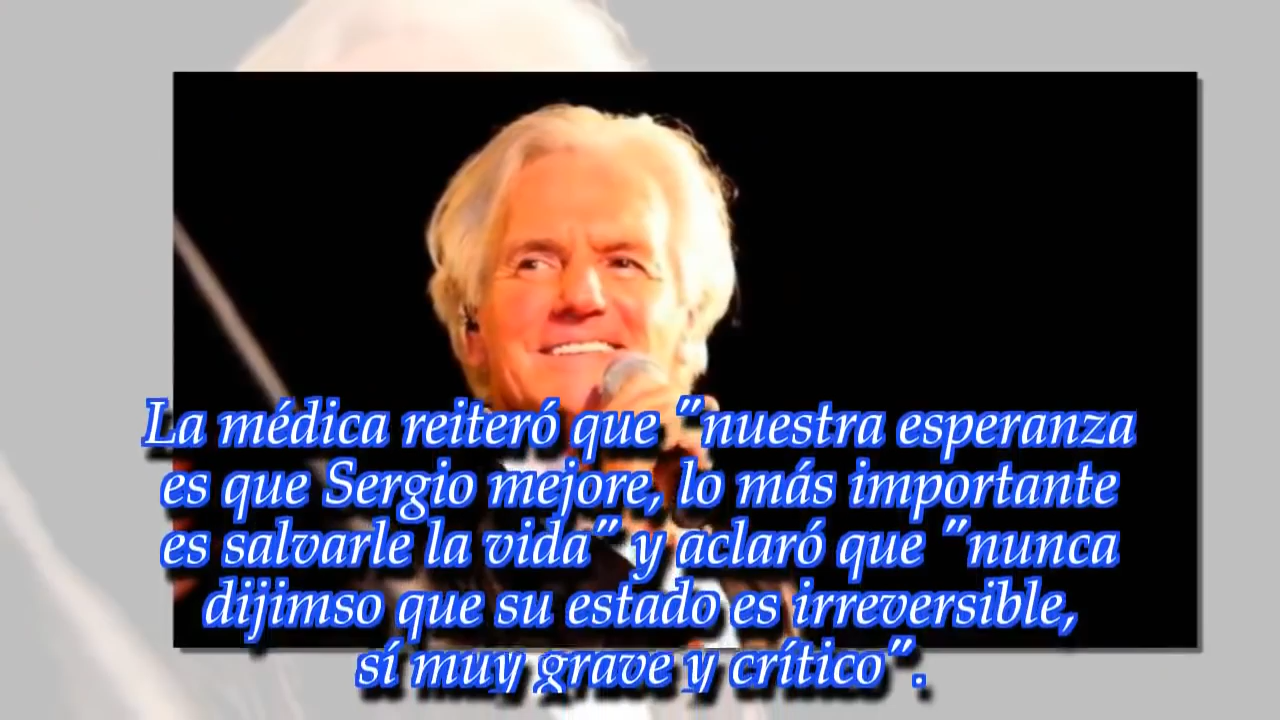 La médica reiteró que "nuestra esperanza
es que Sergio mejore, lo más importante
es salvarle la vida" y aclaró que "nunca
dijimso que su estado es irreversible,
sí muy grave y crítico".